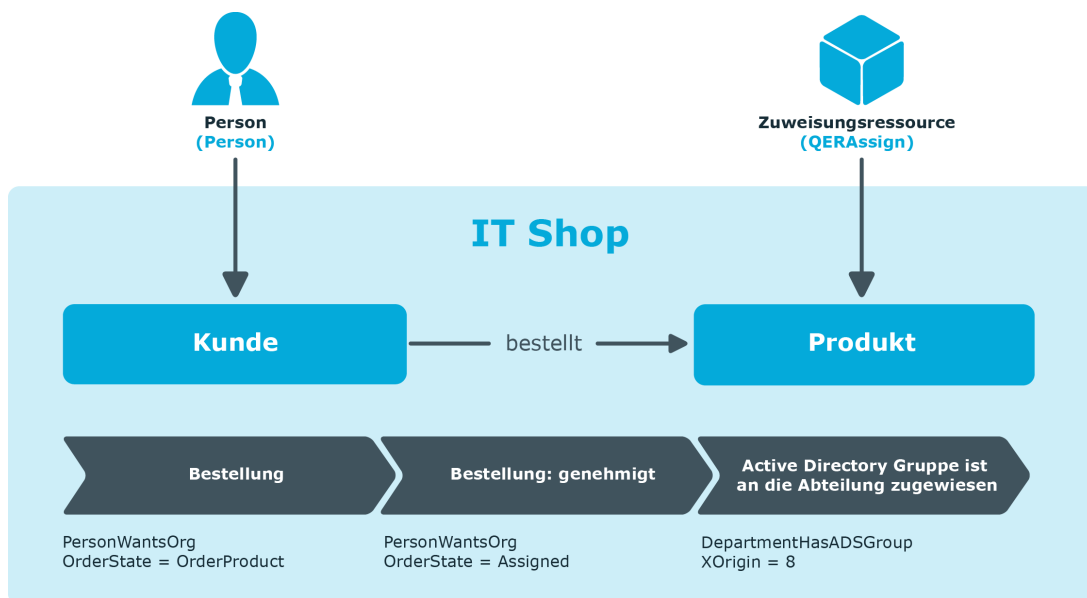 Person
(Person)
Zuweisungsressource
(QERAssign)
IT Shop
Kunde
bestellt
Produkt
Bestellung
Bestellung: genehmigt
Active Directory Gruppe ist
an die Abteilung zugewiesen
PersonWantsOrg
OrderState = OrderProduct
PersonWantsOrg
OrderState = Assigned
DepartmentHasADSGroup
XOrigin = 8